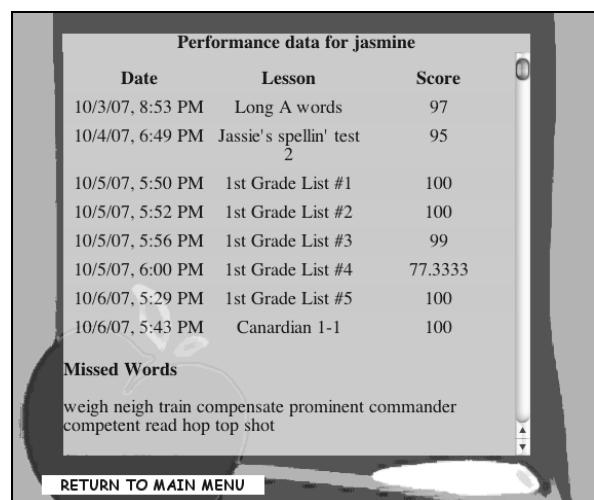 Performance data for jasmine
Date Lesson Score
10/3/07, 8:53 PM Long A words 97
10/4/07, 6:49 PM Jassie's spellin' test 95
2
10/5/07, 5:50 PM 1st Grade List #1 100
10/5/07, 5:52 PM 1st Grade List #2 100
10/5/07, 5:56 PM 1st Grade List #3 99
10/5/07, 6:00 PM 1st Grade List #4 77.3333
10/6/07, 5:29 PM 1st Grade List #5 100
10/6/07, 5:43 PM Canardian 1-1 100
Missed Words
weigh neigh train compensate prominent commander
competent read hop top shot
RETURN TO MAIN MENU